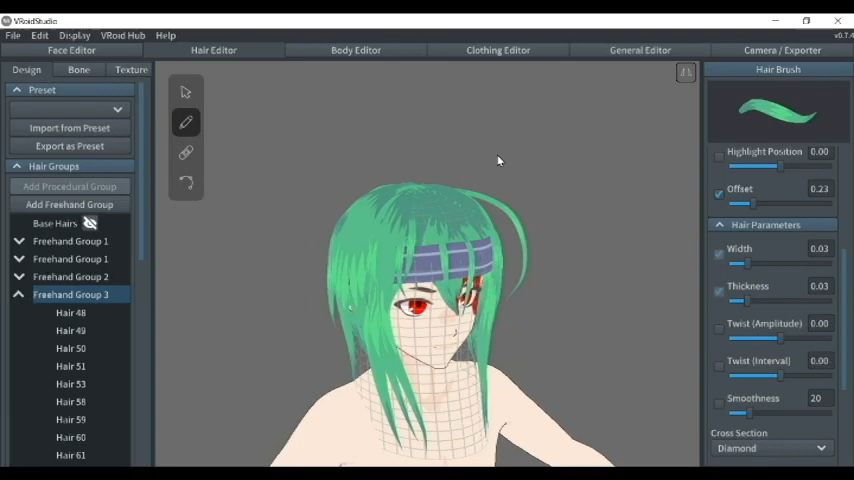 VRoidStudio
File Edit Display VRoid Hub Help
v0.7.4
Face Editor Hair Editor Body Editor Clothing Editor General Editor Camera / Exporter
Design Bone Texture
Preset
Import from Preset
Export as Preset
Hair Groups
Add Procedural Group
Add Freehand Group
Base Hairs
Freehand Group 1
Freehand Group 1
Freehand Group 2
Freehand Group 3
Hair 48
Hair 49
Hair 50
Hair 51
Hair 53
Hair 58
Hair 59
Hair 60
Hair 61
Hair Brush
Highlight Position 0.00
Offset 0.23
Hair Parameters
Width 0.03
Thickness 0.03
Twist (Amplitude) 0.00
Twist (Interval) 0.00
Smoothness 20
Cross Section
Diamond